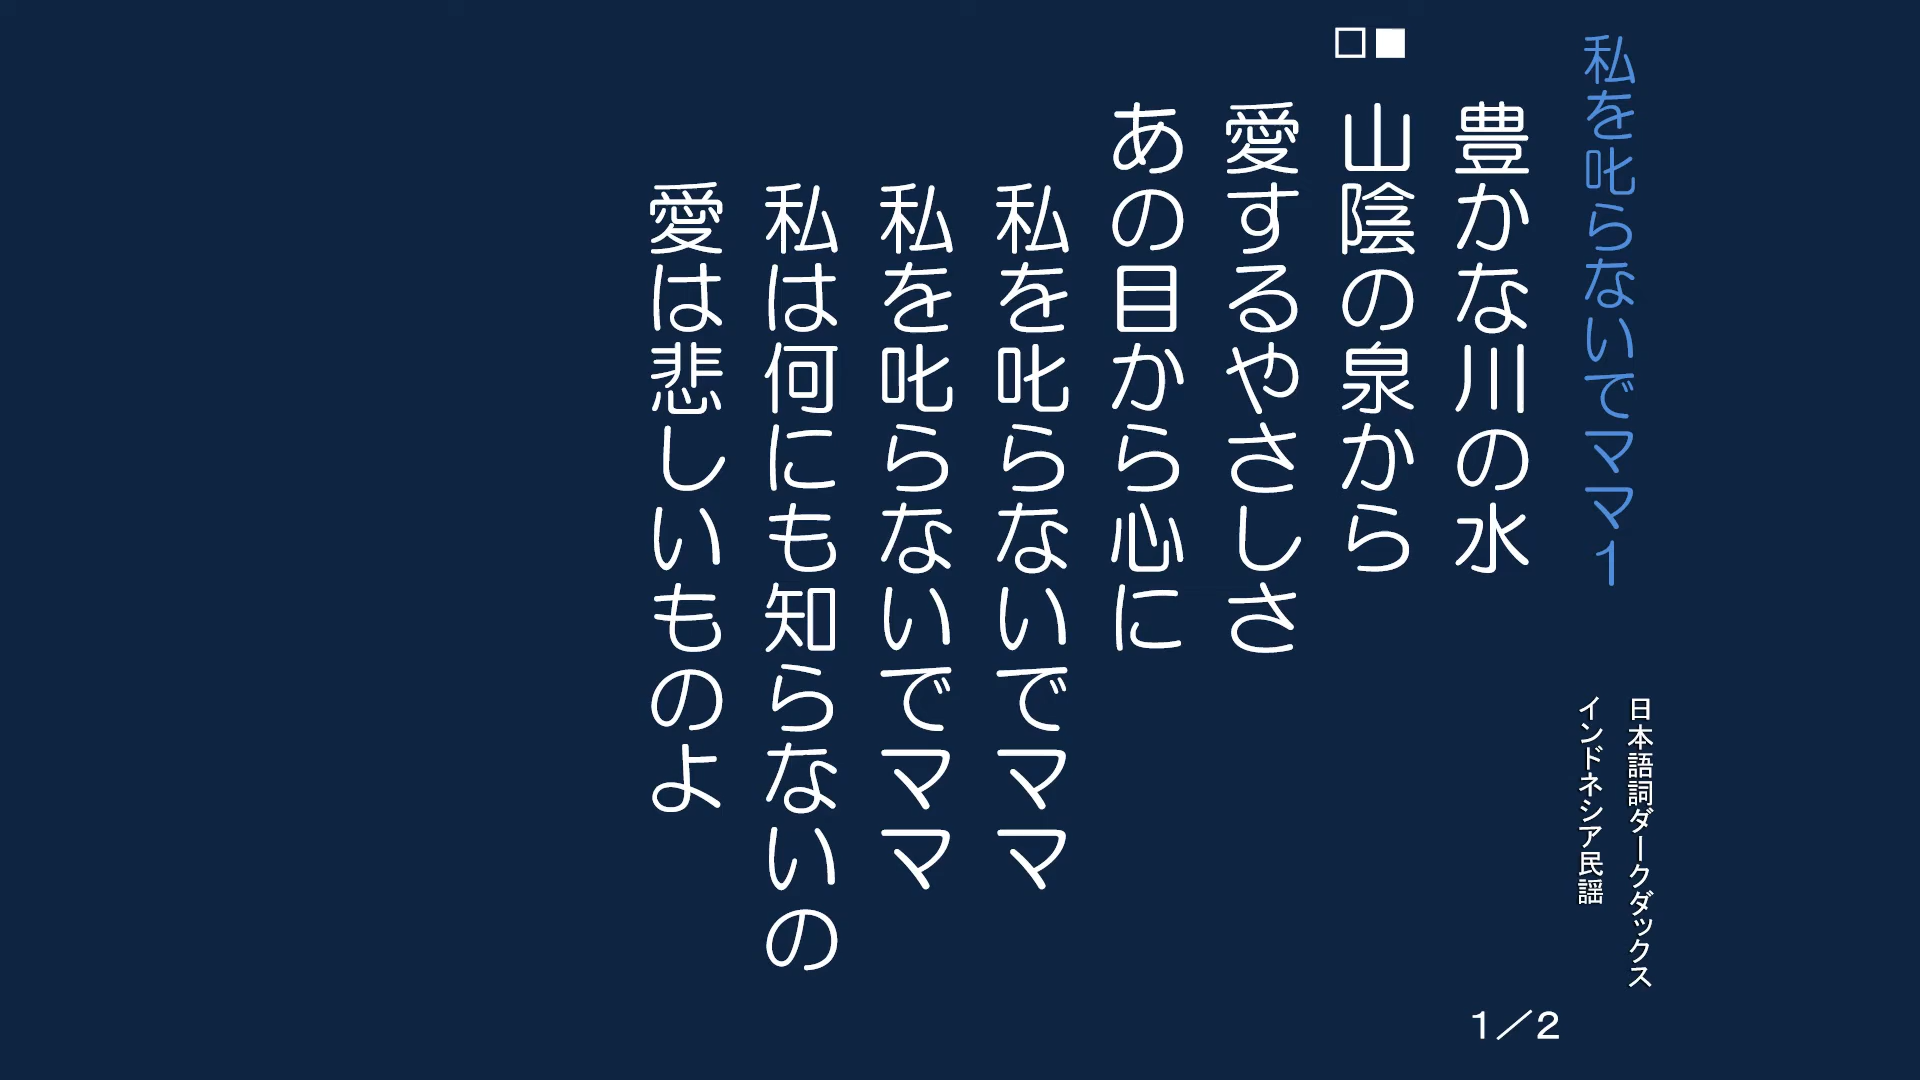 私を叱らないでママ1
日本語詞ダークダックス
インドネシア民謡
□■
豊かな川の水
山陰の泉から
愛するやさしさ
あの目から心に
私を叱らないでママ
私を叱らないでママ
私は何にも知らないの
愛は悲しいものよ
1／2